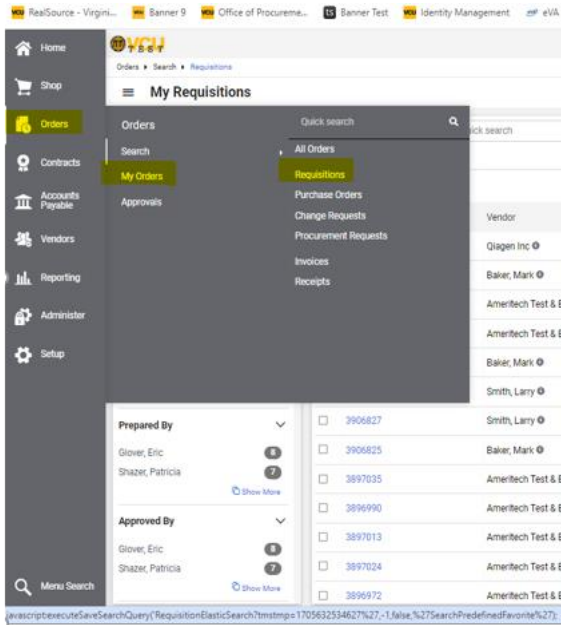 RealSource - Virgini...
Banner 9
Office of Procureme...
Banner Test
Identity Management
eVA
TEST
Orders Search Requisitions
My Requisitions
Home
Shop
Orders
Contracts
Accounts
Payable
Vendors
Reporting
Administer
Setup
Menu Search
Orders
Search
My Orders
Approvals
Quick search
All Orders
Requisitions
Purchase Orders
Change Requests
Procurement Requests
Invoices
Receipts
ick search
Vendor
Qiagen Inc
Baker, Mark
Ameritech Test & E
Ameritech Test & E
Baker, Mark
Smith, Larry
Prepared By
Glover, Eric 8
Shazer, Patricia 7
Show More
Approved By
Glover, Eric 8
Shazer, Patricia 7
Show More
3906827 Smith, Larry
3906825 Baker, Mark
3897035 Ameritech Test & E
3896990 Ameritech Test & E
3897013 Ameritech Test & E
3897024 Ameritech Test & E
3896972 Ameritech Test & E
javascript:executeSaveSearchQuery('RequisitionElasticSearch?tmstmp=1705632534627%27,-1,false,%27SearchPredefinedFavorite%27);